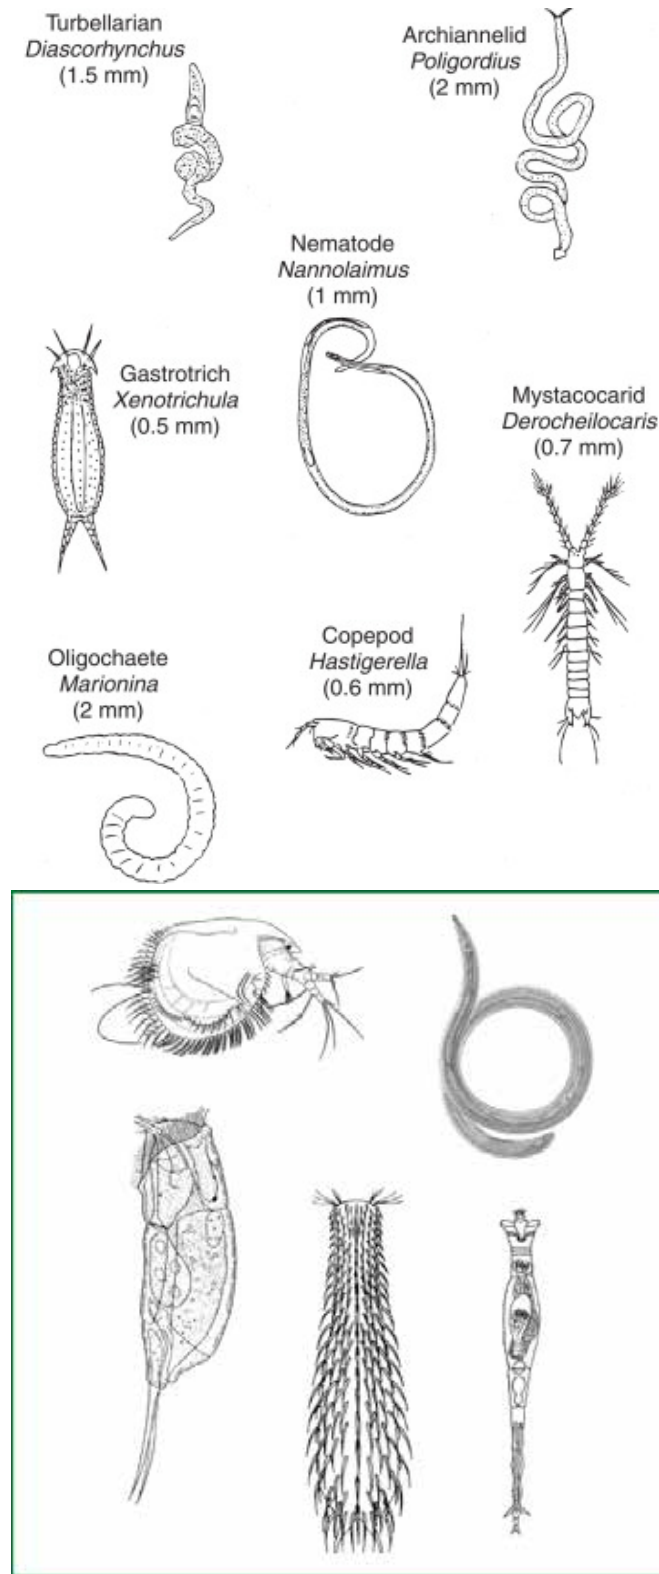 Turbellarian
Diascorhynchus
(1.5 mm)
Archiannelid
Poligordius
(2 mm)
Nematode
Nannolaimus
(1 mm)
Gastrotrich
Xenotrichula
(0.5 mm)
Mystacocarid
Derocheilocaris
(0.7 mm)
Oligochaete
Marionina
(2 mm)
Copepod
Hastigerella
(0.6 mm)